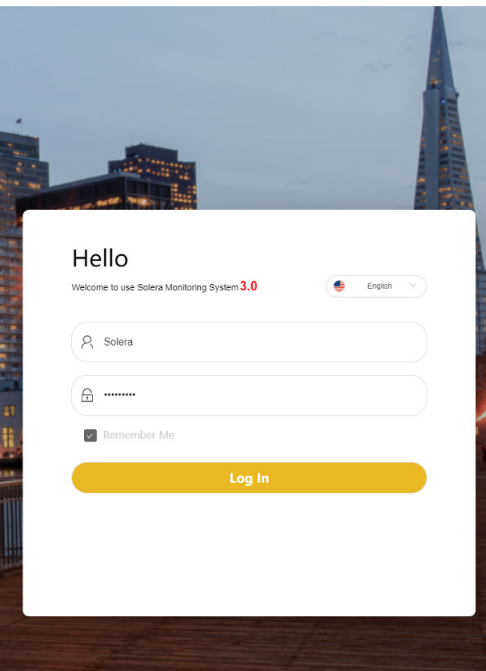 Hello
Welcome to use Solera Monitoring System 3.0
English
Solera
•••••••••
Remember Me
Log In